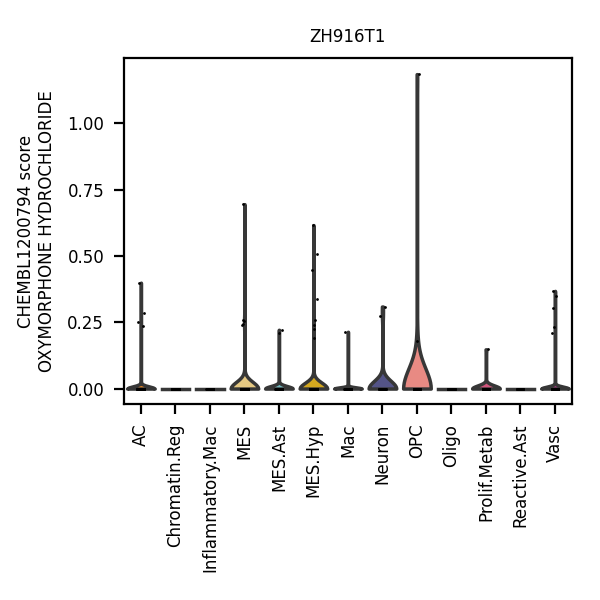 ZH916T1
CHEMBL1200794 score
OXYMORPHONE HYDROCHLORIDE
1.00
0.75
0.50
0.25
0.00
AC
Chromatin.Reg
Inflammatory.Mac
MES
MES.Ast
MES.Hyp
Mac
Neuron
OPC
Oligo
Prolif.Metab
Reactive.Ast
Vasc